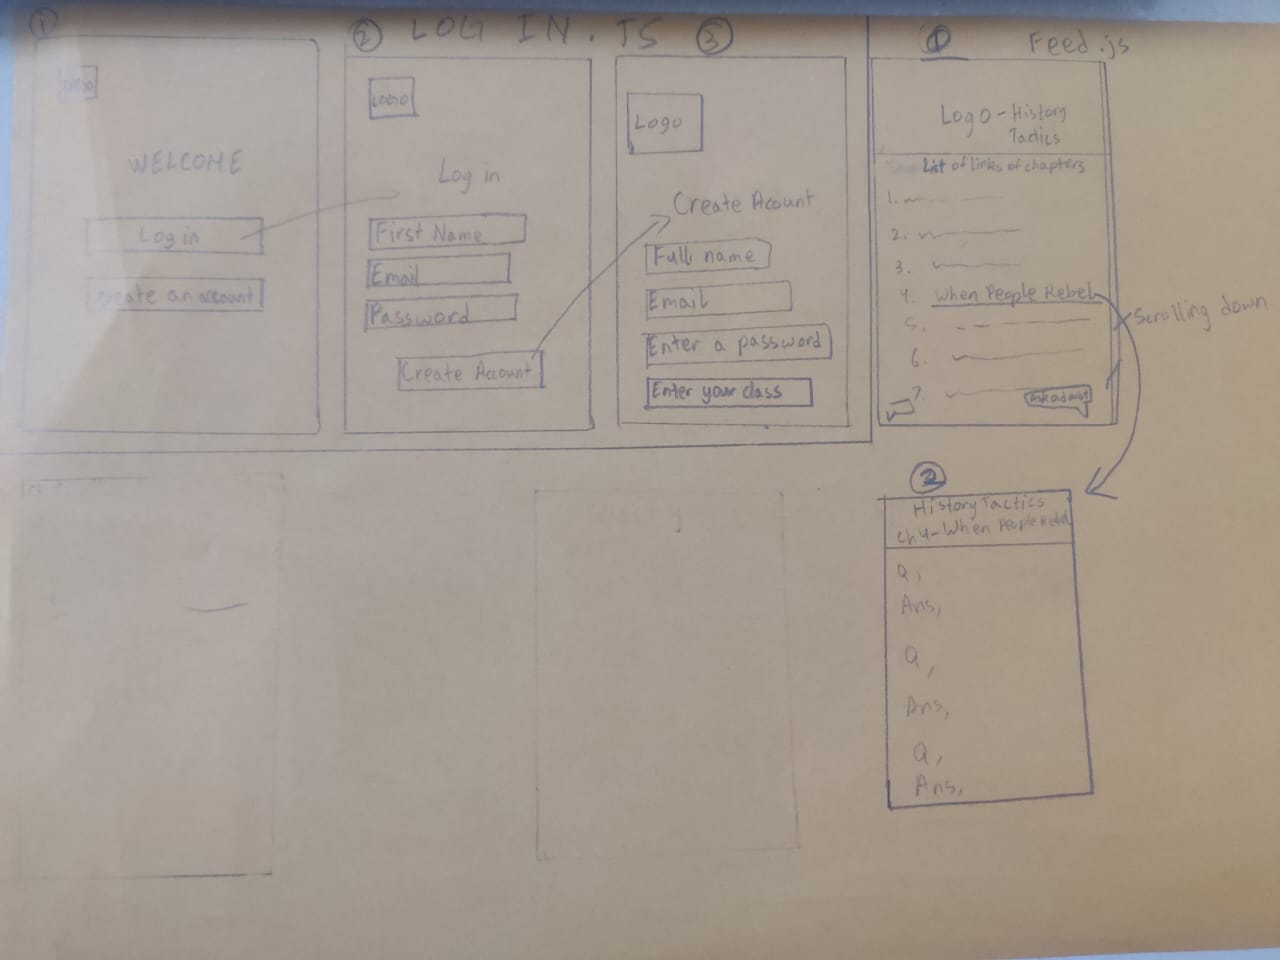 ①
② LOG IN.JS ③
① Feed.js
LOGO
WELCOME
Log in
Create an account
LOGO
Log in
First Name
Email
Password
Create Account
Logo
Create Acount
Full name
Email
Enter a password
Enter your class
Logo - History
Tactics
List of links of chapters
1.
2.
3.
4. When People Rebel
5.
6.
7.
Ask a doubt
Scrolling down
②
History Tactics
Ch 4- When People Rebel
Q,
Ans,
Q,
Ans,
Q,
Ans,